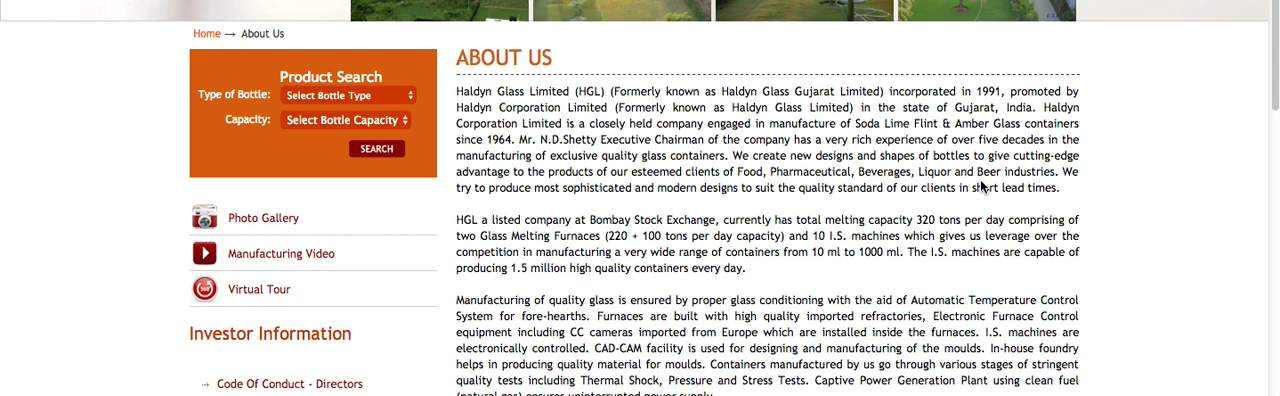 Home → About Us
Product Search
Type of Bottle: Select Bottle Type
Capacity: Select Bottle Capacity
SEARCH
Photo Gallery
Manufacturing Video
Virtual Tour
Investor Information
Code Of Conduct - Directors
ABOUT US
Haldyn Glass Limited (HGL) (Formerly known as Haldyn Glass Gujarat Limited) incorporated in 1991, promoted by
Haldyn Corporation Limited (Formerly known as Haldyn Glass Limited) in the state of Gujarat, India. Haldyn
Corporation Limited is a closely held company engaged in manufacture of Soda Lime Flint & Amber Glass containers
since 1964. Mr. N.D.Shetty Executive Chairman of the company has a very rich experience of over five decades in the
manufacturing of exclusive quality glass containers. We create new designs and shapes of bottles to give cutting-edge
advantage to the products of our esteemed clients of Food, Pharmaceutical, Beverages, Liquor and Beer industries. We
try to produce most sophisticated and modern designs to suit the quality standard of our clients in short lead times.
HGL a listed company at Bombay Stock Exchange, currently has total melting capacity 320 tons per day comprising of
two Glass Melting Furnaces (220 + 100 tons per day capacity) and 10 I.S. machines which gives us leverage over the
competition in manufacturing a very wide range of containers from 10 ml to 1000 ml. The I.S. machines are capable of
producing 1.5 million high quality containers every day.
Manufacturing of quality glass is ensured by proper glass conditioning with the aid of Automatic Temperature Control
System for fore-hearths. Furnaces are built with high quality imported refractories, Electronic Furnace Control
equipment including CC cameras imported from Europe which are installed inside the furnaces. I.S. machines are
electronically controlled. CAD-CAM facility is used for designing and manufacturing of the moulds. In-house foundry
helps in producing quality material for moulds. Containers manufactured by us go through various stages of stringent
quality tests including Thermal Shock, Pressure and Stress Tests. Captive Power Generation Plant using clean fuel
(natural gas) ensures uninterrupted power supply.